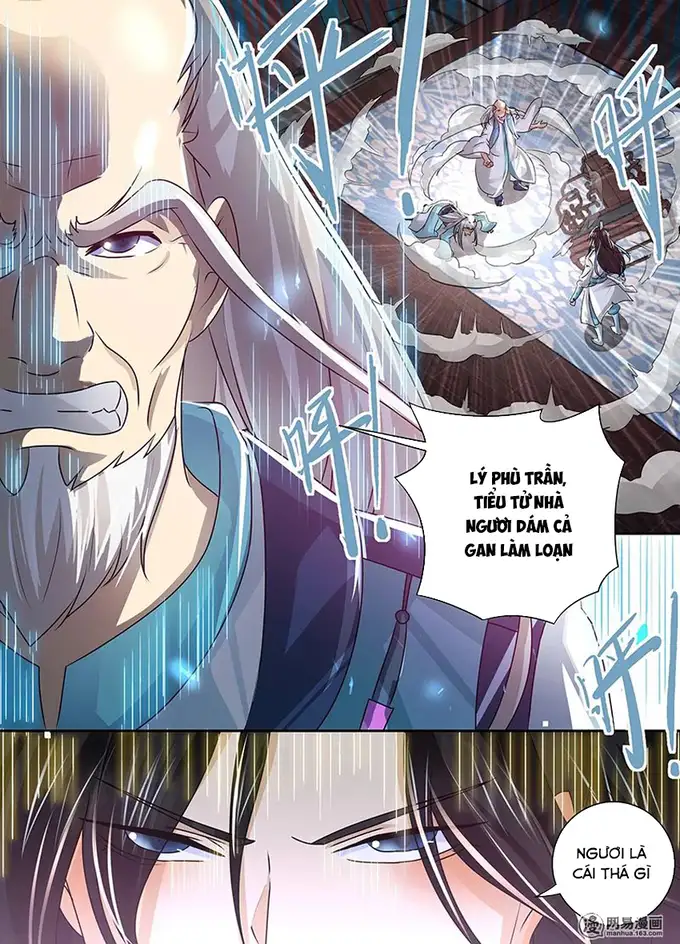 呼!
呼!
呼!
呼!
LÝ PHÙ TRẦN,
TIỂU TỬ NHÀ
NGƯƠI DÁM CẢ
GAN LÀM LOẠN
NGƯƠI LÀ
CÁI THÁ GÌ
网易漫画
manhua.163.com